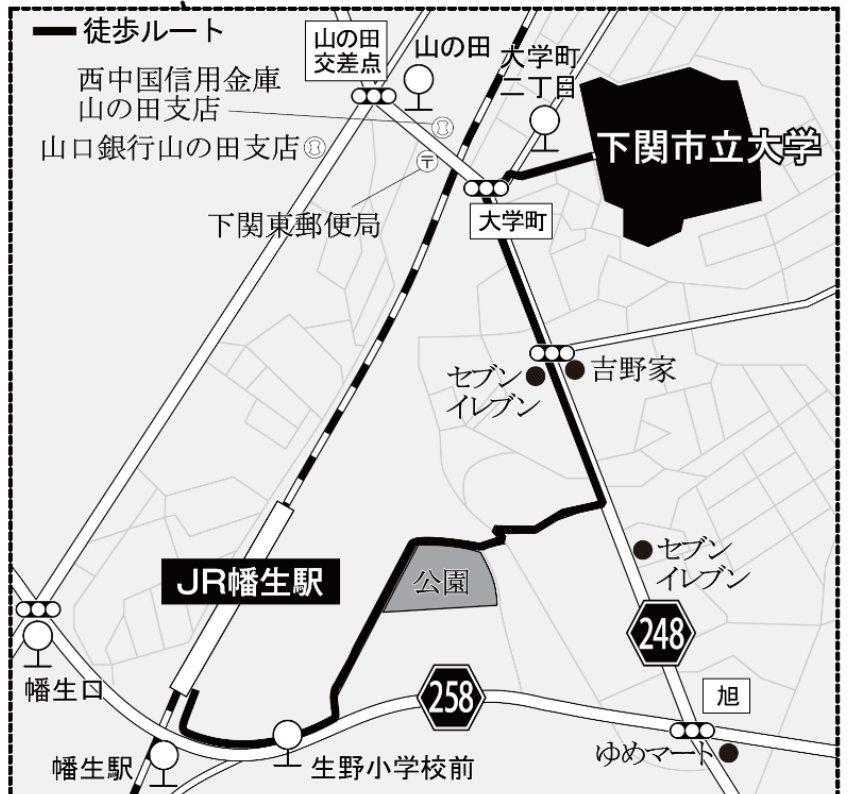 徒歩ルート
山の田
交差点
山の田
大学町
二丁目
西中国信用金庫
山の田支店
山口銀行山の田支店
下関市立大学
〒
下関東郵便局
大学町
セブン
イレブン
吉野家
セブン
イレブン
JR幡生駅
公園
248
幡生口
258
旭
幡生駅
生野小学校前
ゆめマート